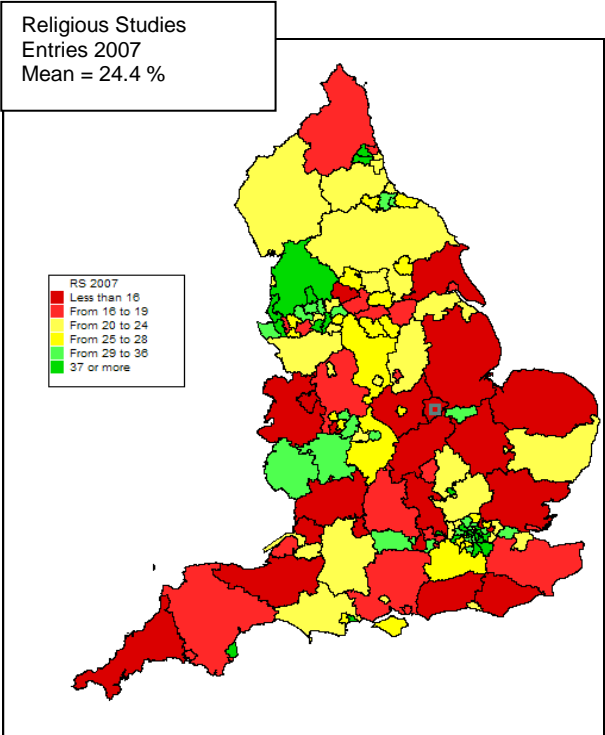 Religious Studies
Entries 2007
Mean = 24.4 %
RS 2007
Less than 16
From 16 to 19
From 20 to 24
From 25 to 28
From 29 to 36
37 or more